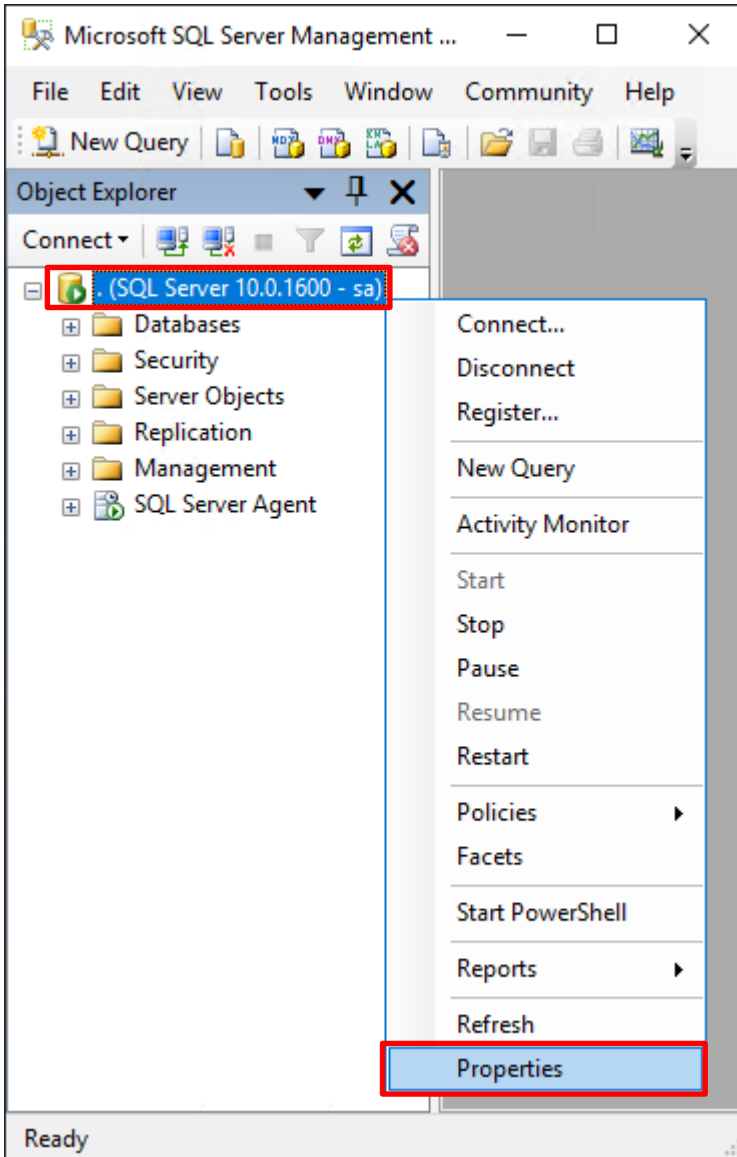 Microsoft SQL Server Management ...
File Edit View Tools Window Community Help
New Query
Object Explorer
Connect
. (SQL Server 10.0.1600 - sa)
Databases
Security
Server Objects
Replication
Management
SQL Server Agent
Connect...
Disconnect
Register...
New Query
Activity Monitor
Start
Stop
Pause
Resume
Restart
Policies
Facets
Start PowerShell
Reports
Refresh
Properties
Ready